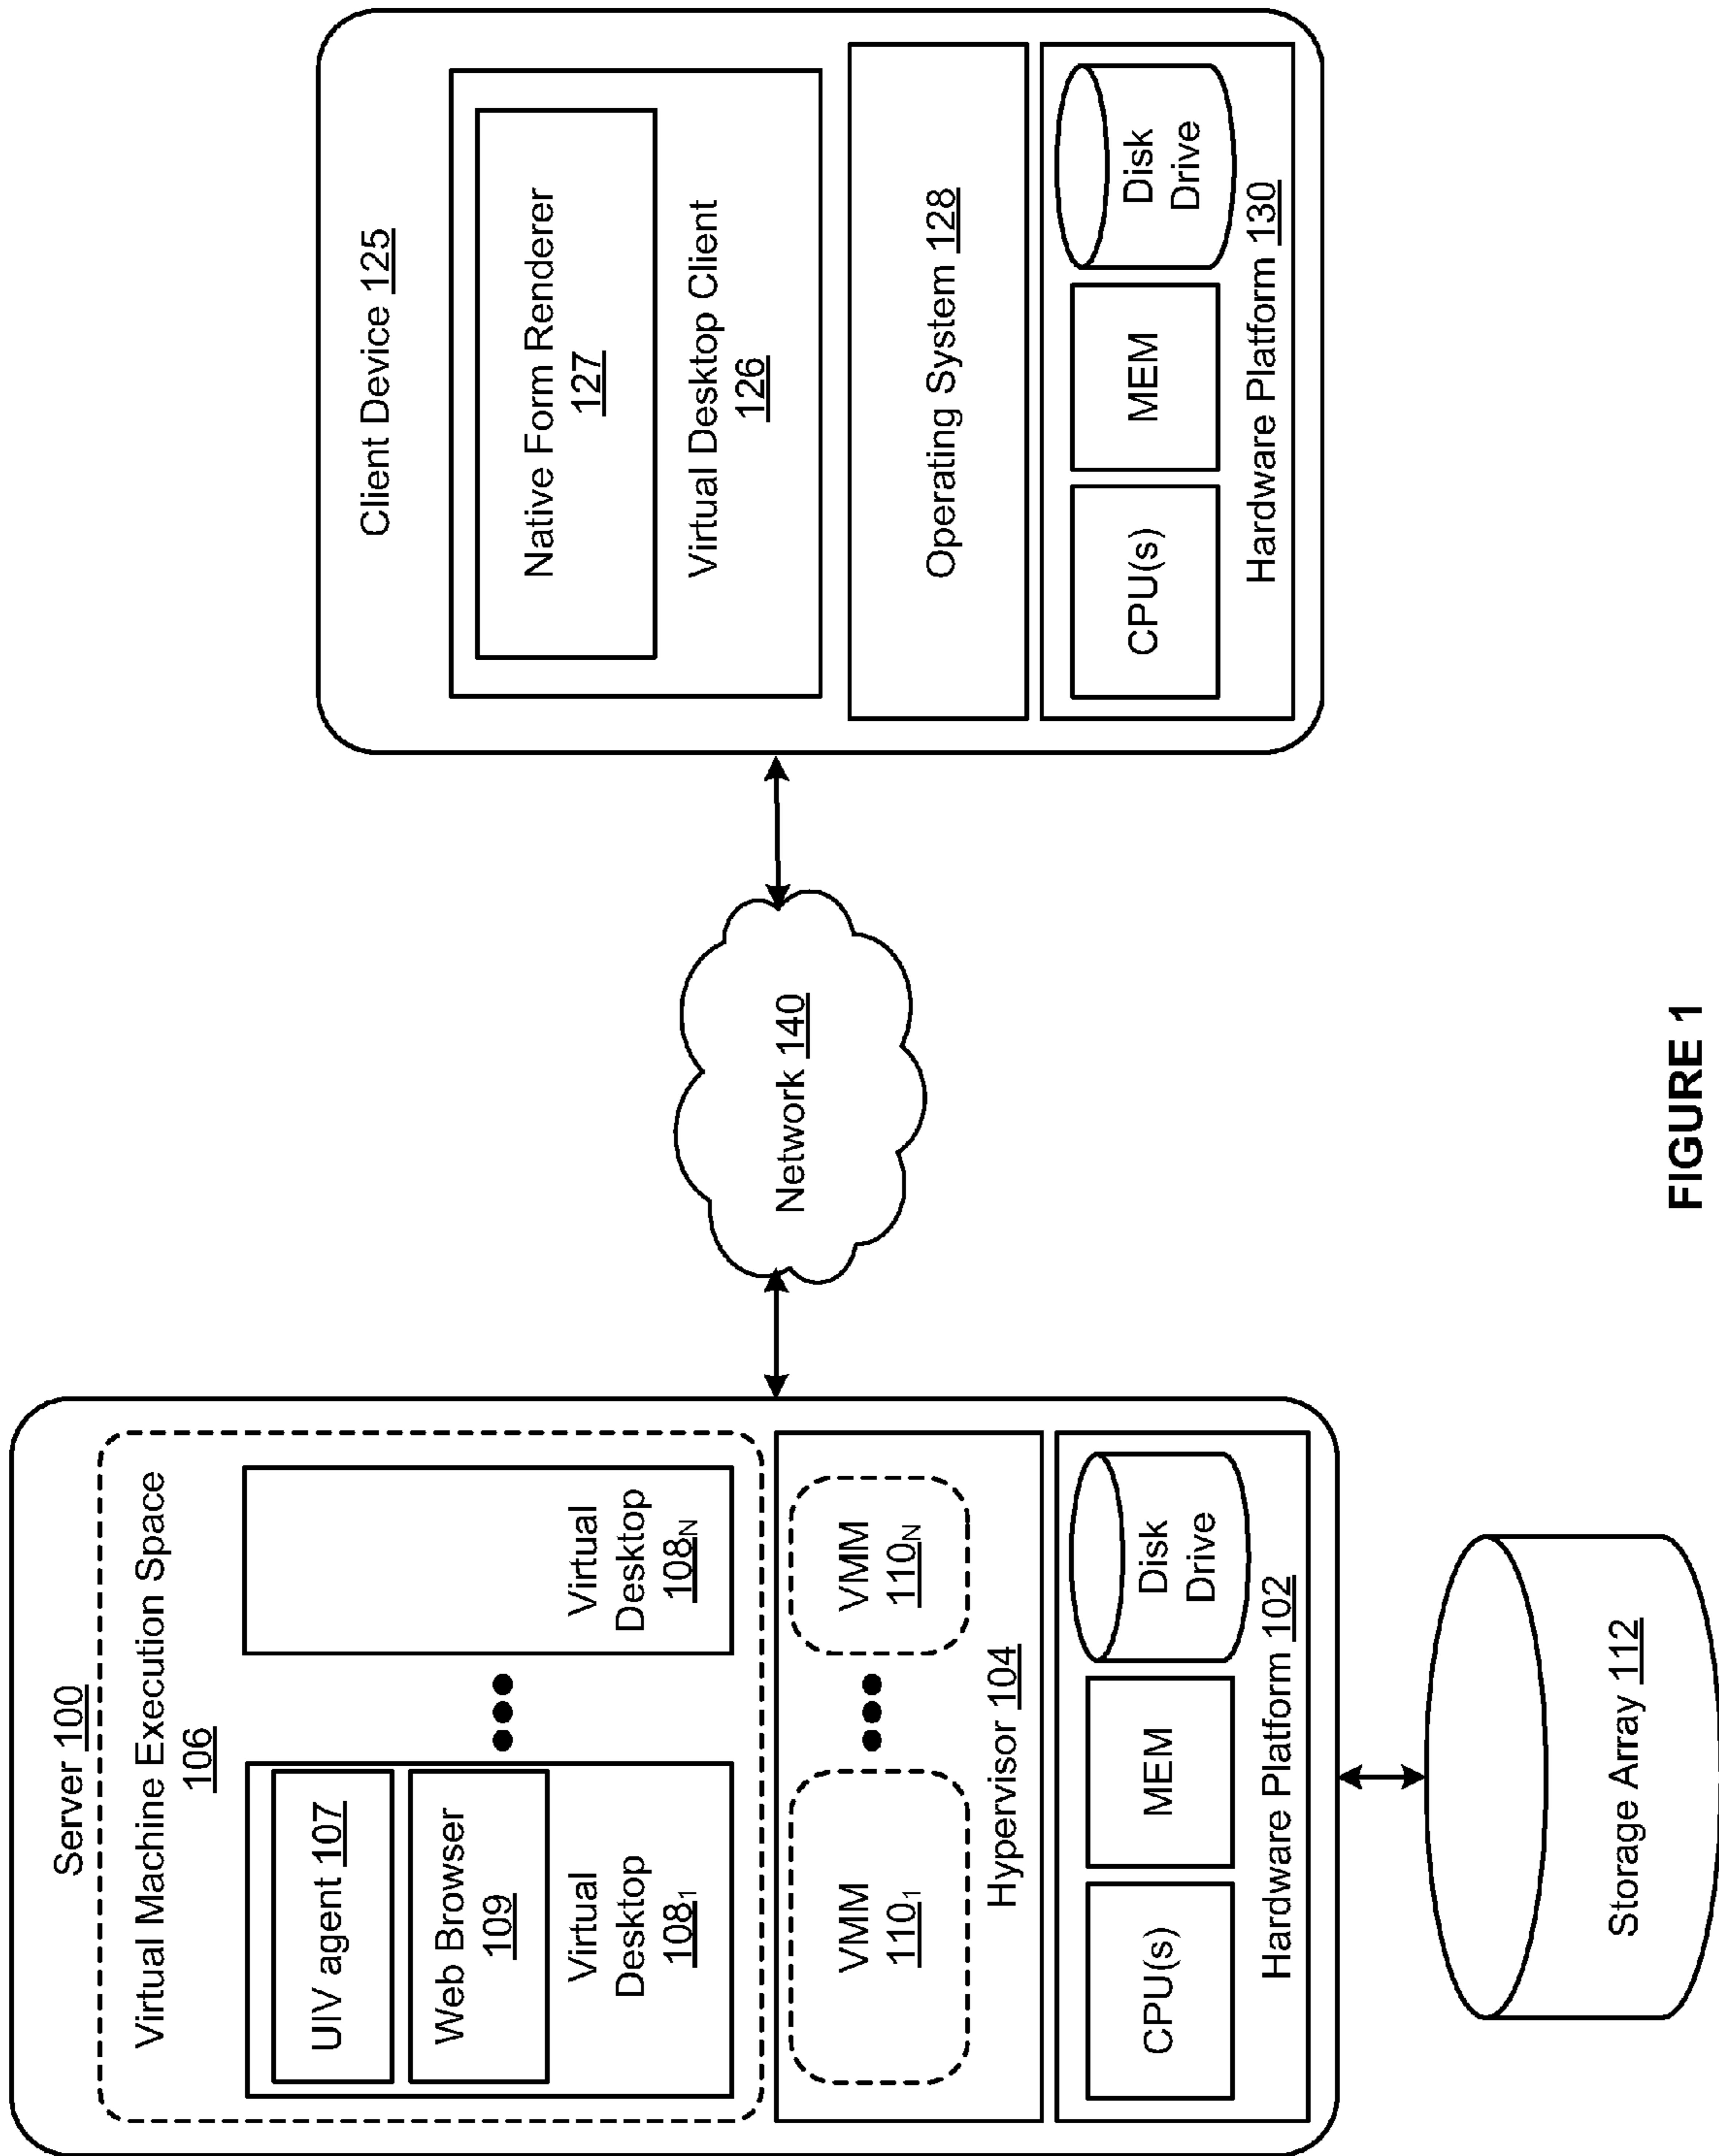 Server 100
Virtual Machine Execution Space
106
UIV agent 107
Web Browser
109
Virtual
Desktop
108₁
Virtual
Desktop
108N
VMM
110₁
VMM
110N
Hypervisor 104
CPU(s)
MEM
Disk
Drive
Hardware Platform 102
Storage Array 112
Network 140
Client Device 125
Native Form Renderer
127
Virtual Desktop Client
126
Operating System 128
CPU(s)
MEM
Disk
Drive
Hardware Platform 130
FIGURE 1